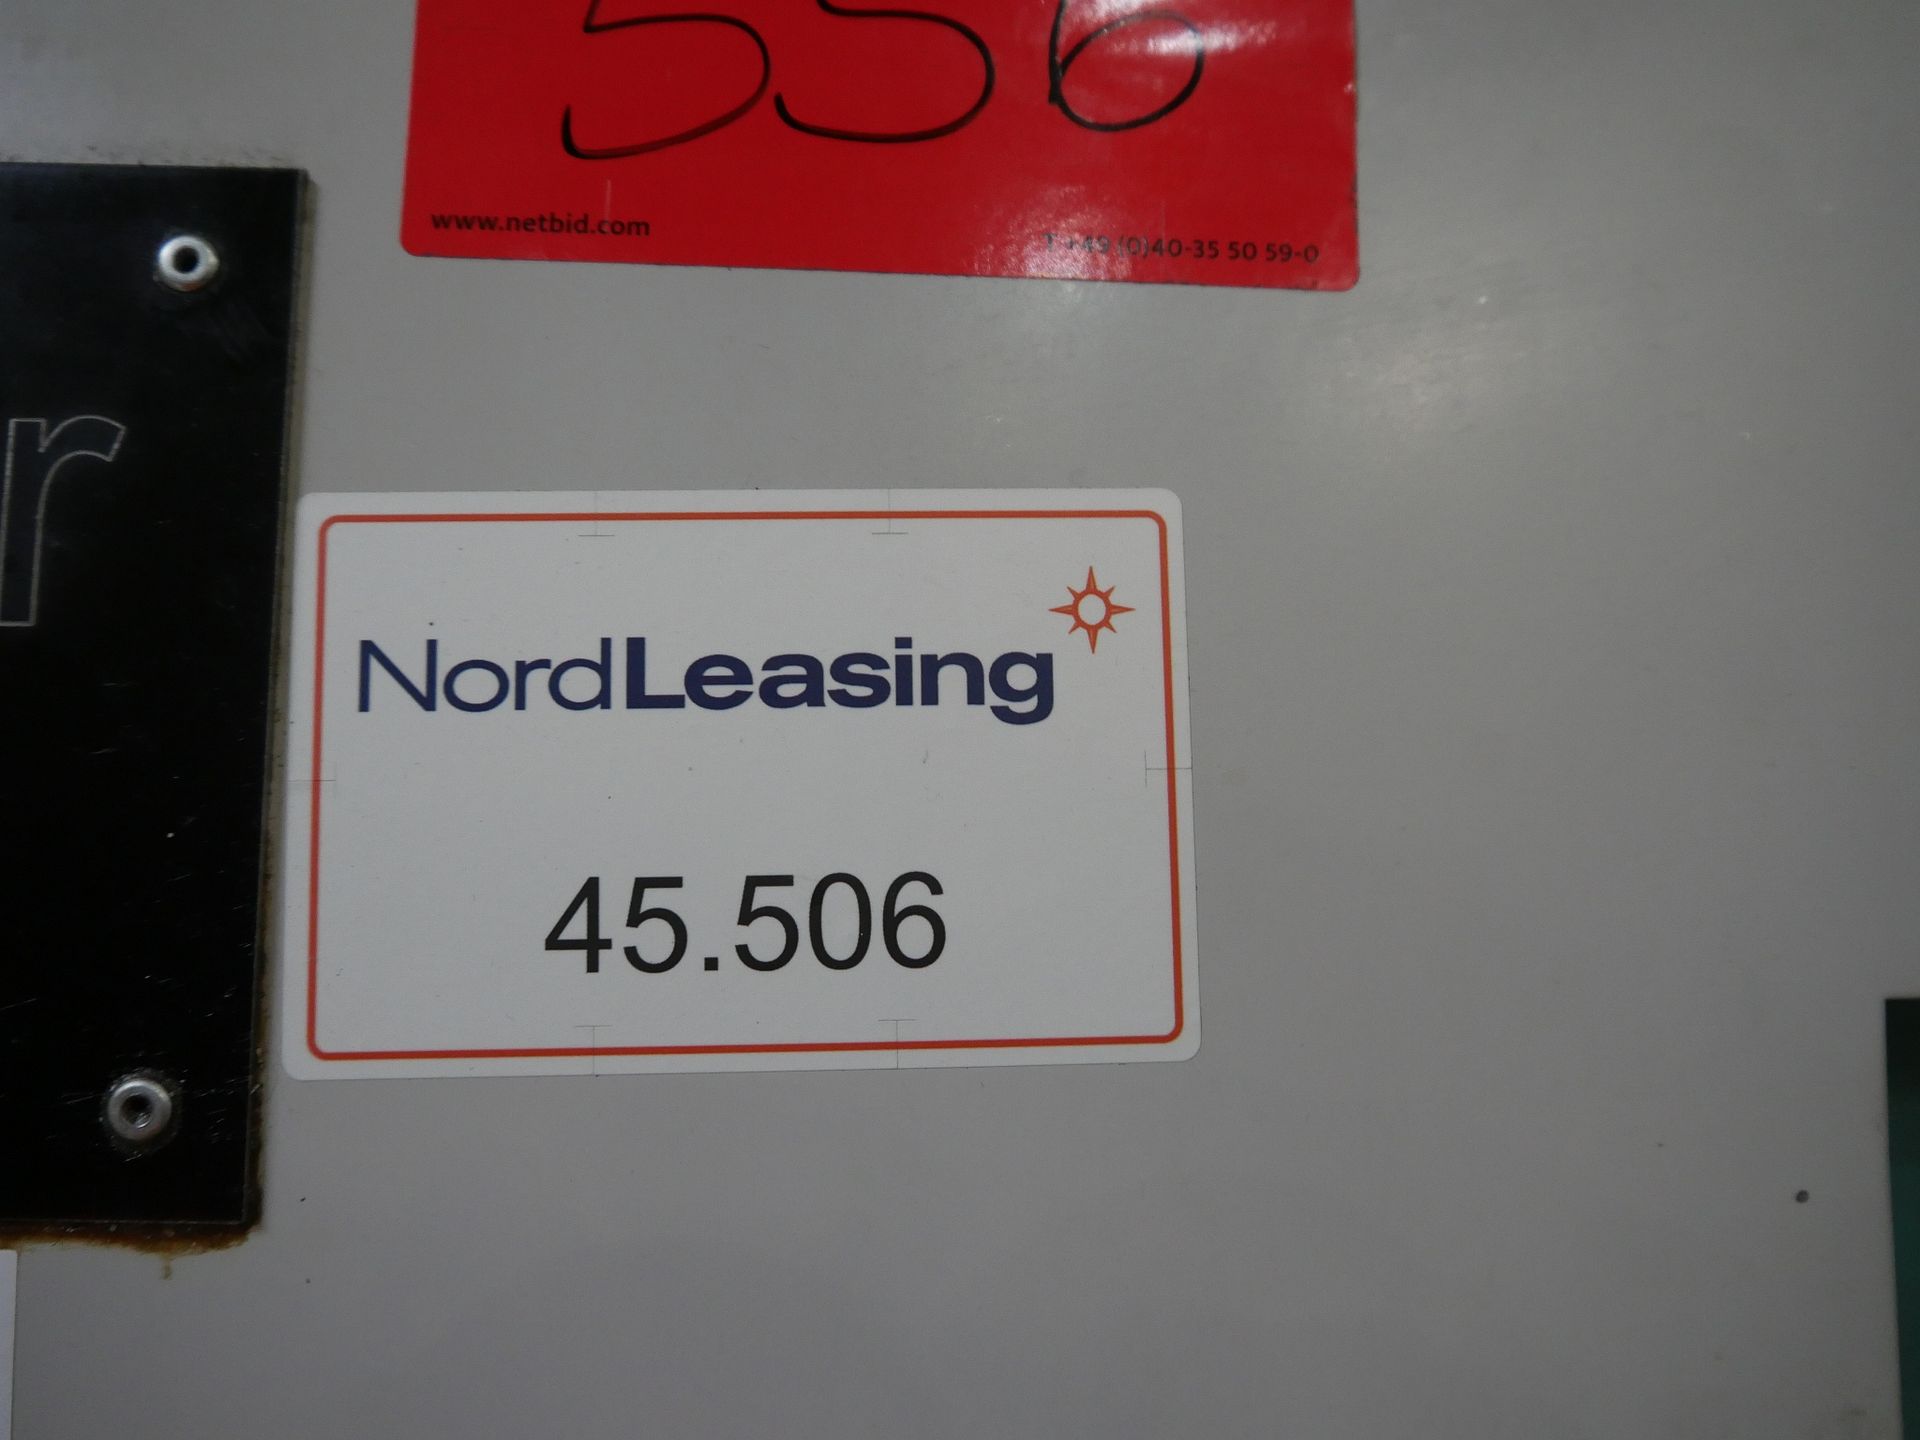 556
www.netbid.com
T +49 (0)40-35 50 59-0
r
NordLeasing
45.506